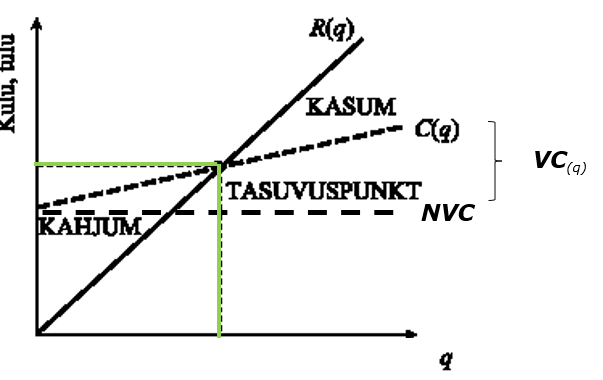 Kulu, tulu
R(q)
KASUM
C(q)
VC(q)
TASUVUSPUNKT
NVC
KAHJUM
q